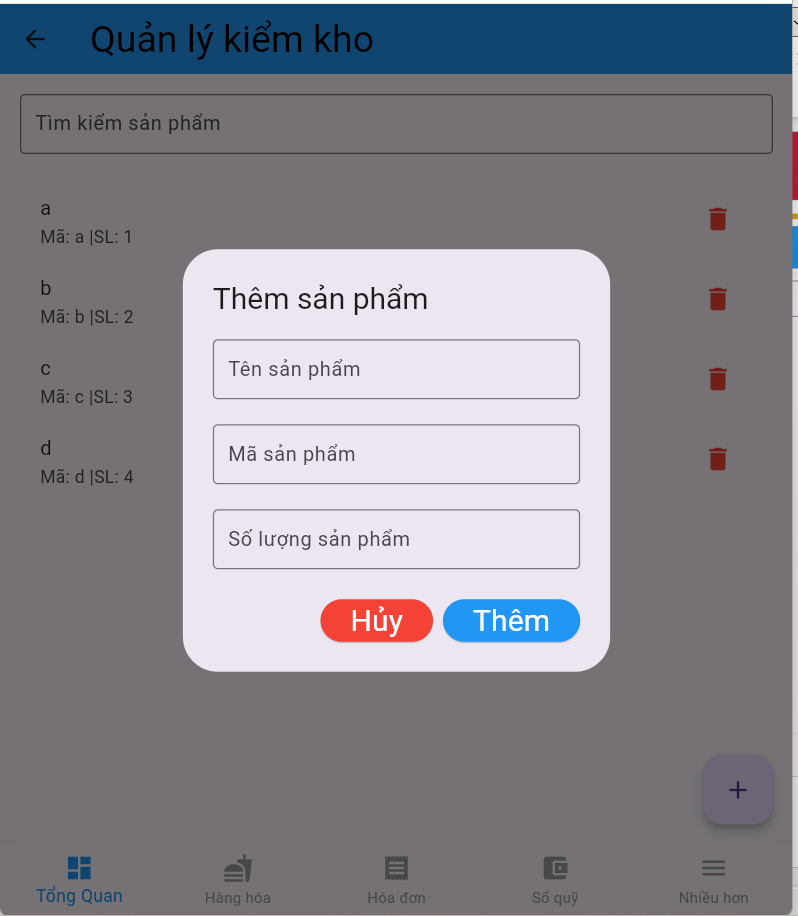 Quản lý kiểm kho
Tìm kiếm sản phẩm
a
Mã: a |SL: 1
b
Mã: b |SL: 2
c
Mã: c |SL: 3
d
Mã: d |SL: 4
Thêm sản phẩm
Tên sản phẩm
Mã sản phẩm
Số lượng sản phẩm
Hủy Thêm
Tổng Quan Hàng hóa Hóa đơn Sổ quỹ Nhiều hơn